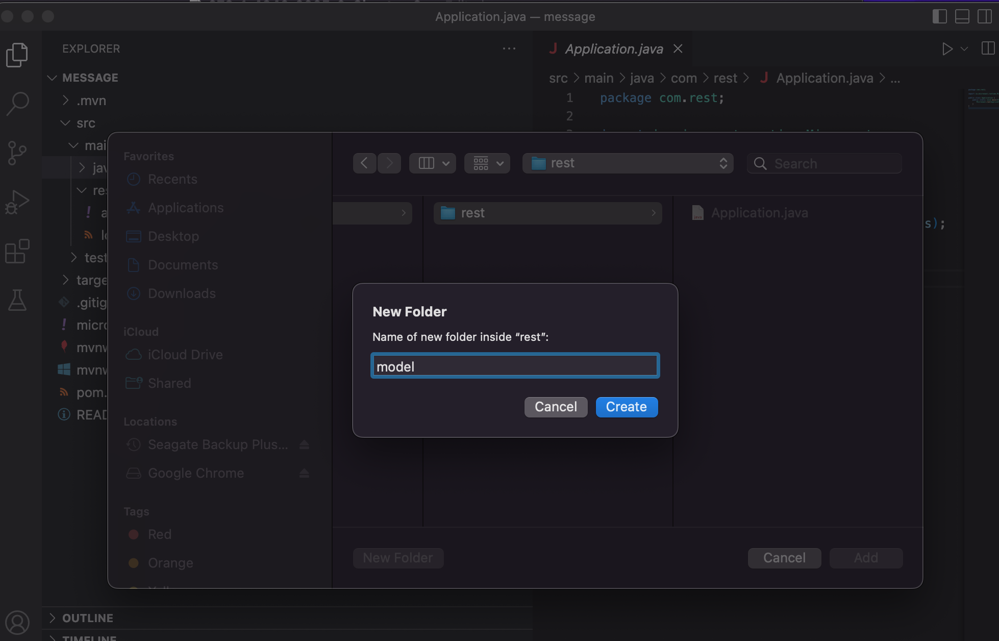 Application.java — message
EXPLORER
MESSAGE
.mvn
src
mai
jav
res
a
test
targe
.gitig
micro
mvnw
mvnw
pom.
READ
OUTLINE
TIMELINE
Application.java
src > main > java > com > rest > Application.java > ...
1 package com.rest;
2
s);
Favorites
Recents
Applications
Desktop
Documents
Downloads
iCloud
iCloud Drive
Shared
Locations
Seagate Backup Plus...
Google Chrome
Tags
Red
Orange
rest
Search
rest
Application.java
New Folder
Name of new folder inside “rest”:
model
Cancel
Create
New Folder
Cancel
Add